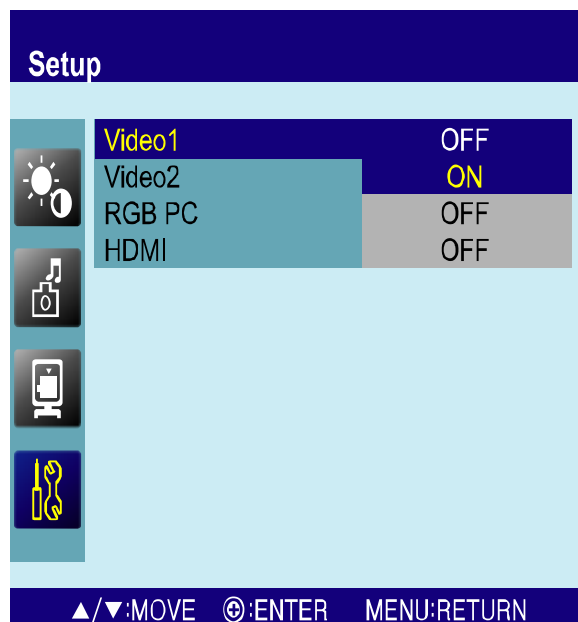 Setup
Video1 OFF
Video2 ON
RGB PC OFF
HDMI OFF
▲/▼:MOVE ⊕:ENTER MENU:RETURN